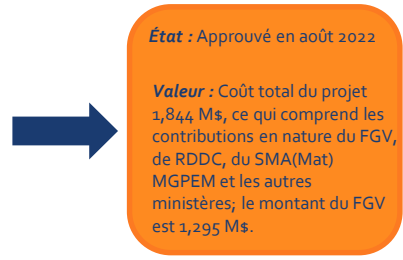 État : Approuvé en août 2022
Valeur : Coût total du projet
1,844 M$, ce qui comprend les
contributions en nature du FGV,
de RDDC, du SMA(Mat)
MGPEM et les autres
ministères; le montant du FGV
est 1,295 M$.